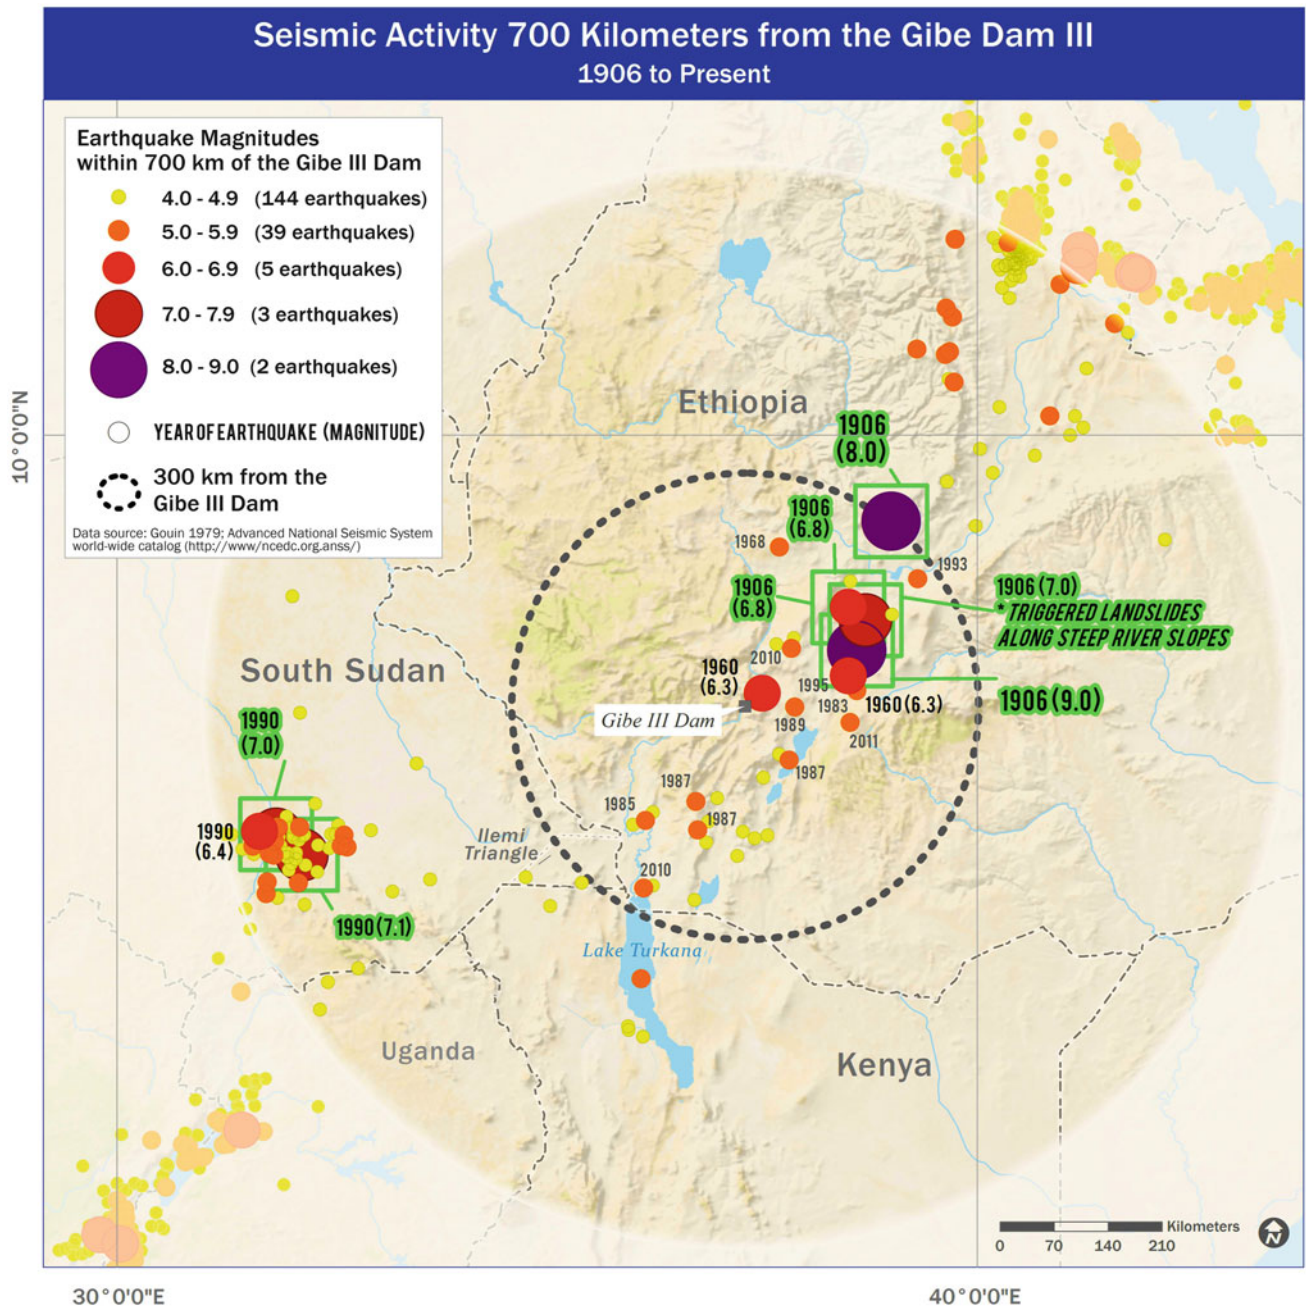 Seismic Activity 700 Kilometers from the Gibe Dam III
1906 to Present
Earthquake Magnitudes
within 700 km of the Gibe III Dam
4.0 - 4.9 (144 earthquakes)
5.0 - 5.9 (39 earthquakes)
6.0 - 6.9 (5 earthquakes)
7.0 - 7.9 (3 earthquakes)
8.0 - 9.0 (2 earthquakes)
YEAR OF EARTHQUAKE (MAGNITUDE)
300 km from the
Gibe III Dam
Data source: Gouin 1979; Advanced National Seismic System
world-wide catalog (http://www/ncedc.org.anss/)
10°0'0"N
Ethiopia
1906
(8.0)
1906
(6.8)
1968
1993
1906
(6.8)
1906 (7.0)
* TRIGGERED LANDSLIDES
ALONG STEEP RIVER SLOPES
South Sudan
2010
1960
(6.3)
1995
1983
1960 (6.3)
1906 (9.0)
Gibe III Dam
1989
2011
1990
(7.0)
1987
1987
1985
1987
1990
(6.4)
Ilemi
Triangle
2010
1990 (7.1)
Lake Turkana
Uganda
Kenya
Kilometers
0 70 140 210
N
30°0'0"E
40°0'0"E